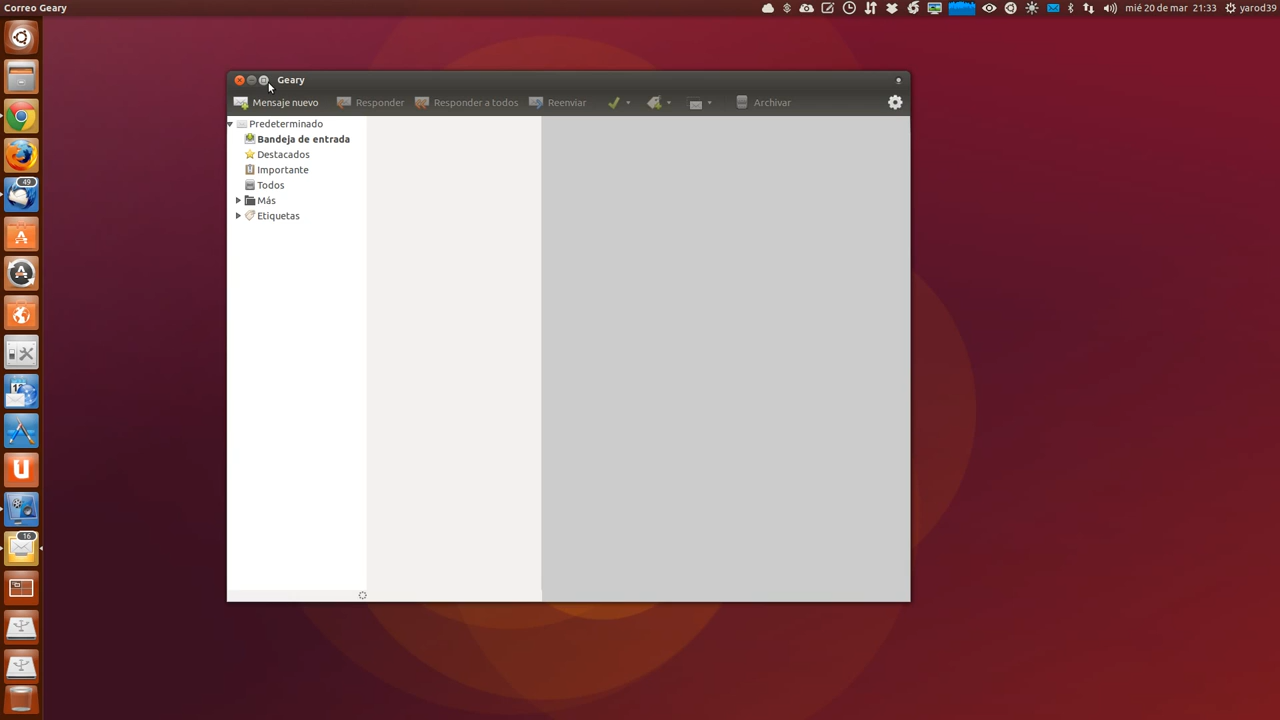 Correo Geary
mié 20 de mar 21:33 yarod39
Geary
Mensaje nuevo Responder Responder a todos Reenviar Archivar
Predeterminado
Bandeja de entrada
Destacados
Importante
Todos
Más
Etiquetas
49
16